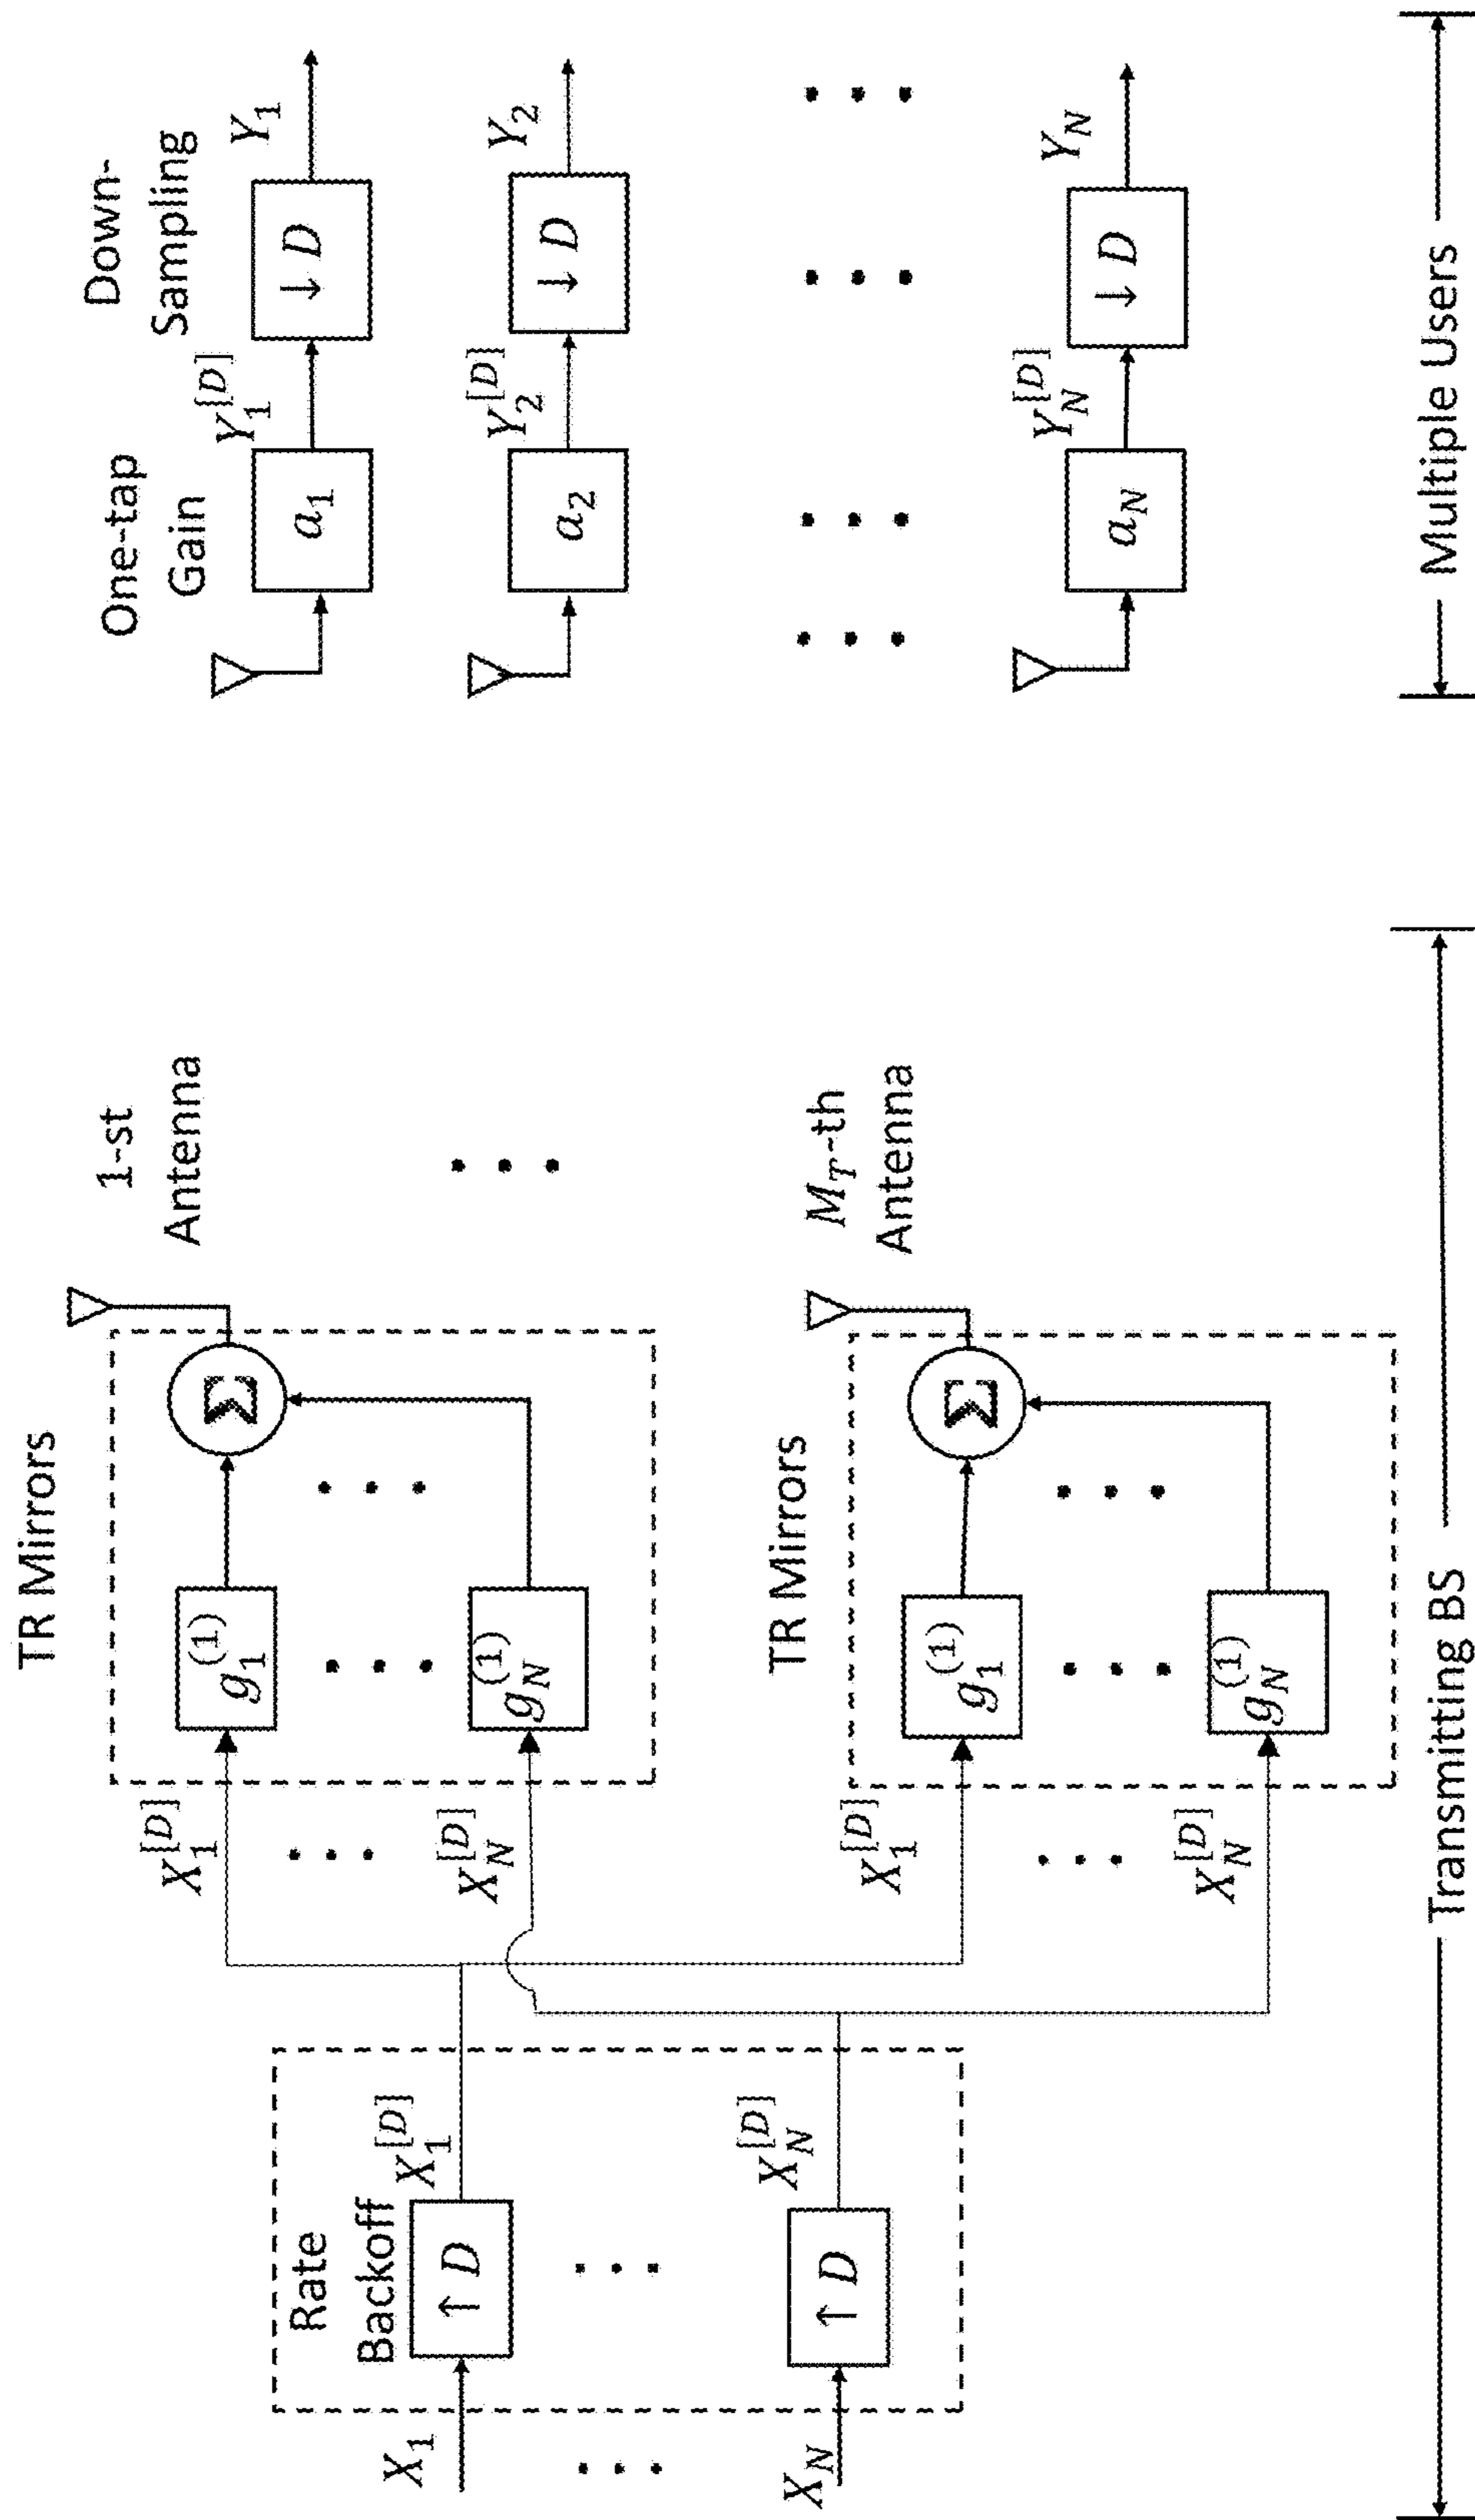 TR Mirrors
1-st
Antenna
Rate
Backoff
X_1
↑ D
X_1^{[D]}
X_N
↑ D
X_N^{[D]}
X_1^{[D]}
g_1^{(1)}
Σ
X_N^{[D]}
g_N^{(1)}
TR Mirrors
M_T-th
Antenna
X_1^{[D]}
g_1^{(1)}
Σ
X_N^{[D]}
g_N^{(1)}
Transmitting BS
One-tap
Gain
Down-
Sampling
a_1
Y_1^{[D]}
↓ D
Y_1
a_2
Y_2^{[D]}
↓ D
Y_2
a_N
Y_N^{[D]}
↓ D
Y_N
Multiple Users